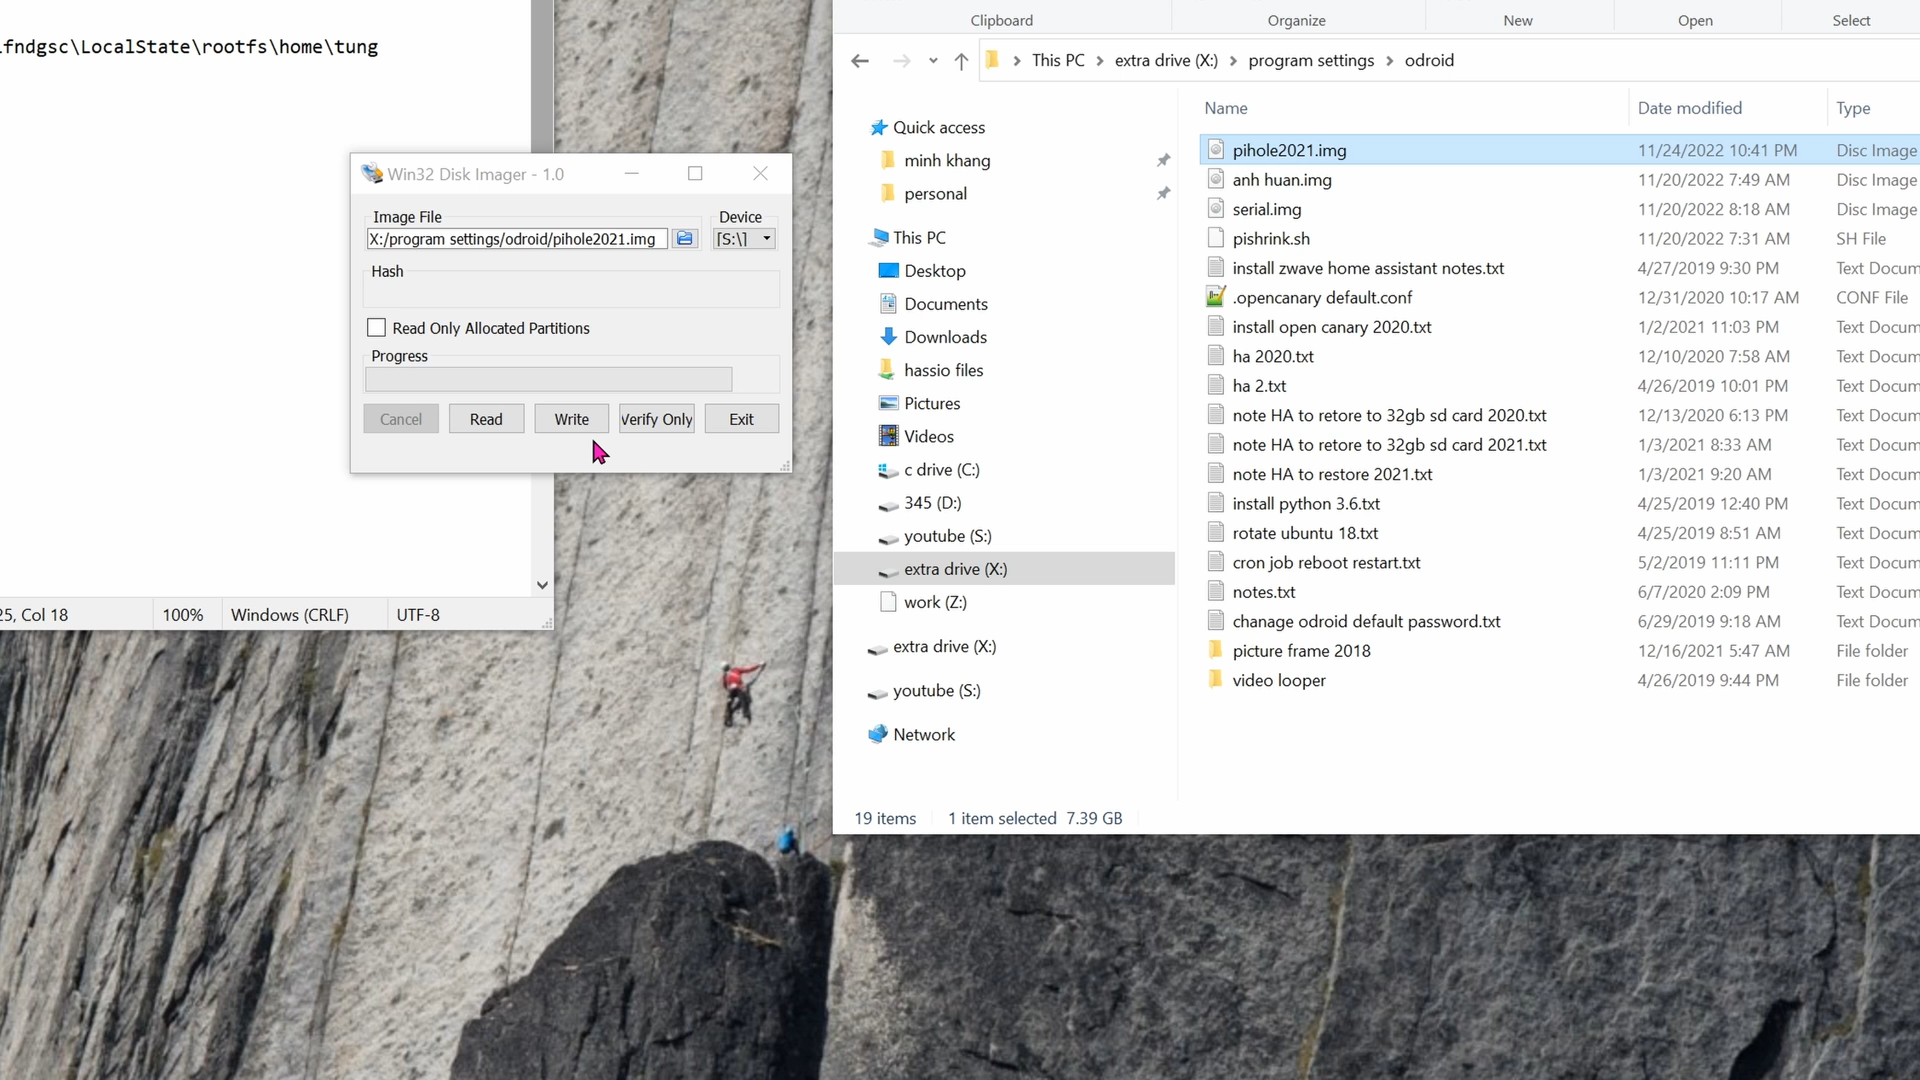 .fndgsc\LocalState\rootfs\home\tung
25, Col 18
100%
Windows (CRLF)
UTF-8
Win32 Disk Imager - 1.0
Image File
Device
X:/program settings/odroid/pihole2021.img
[S:\]
Hash
Read Only Allocated Partitions
Progress
Cancel
Read
Write
Verify Only
Exit
Clipboard
Organize
New
Open
Select
This PC > extra drive (X:) > program settings > odroid
Quick access
minh khang
personal
This PC
Desktop
Documents
Downloads
hassio files
Pictures
Videos
c drive (C:)
345 (D:)
youtube (S:)
extra drive (X:)
work (Z:)
extra drive (X:)
youtube (S:)
Network
Name Date modified Type
pihole2021.img 11/24/2022 10:41 PM Disc Image
anh huan.img 11/20/2022 7:49 AM Disc Image
serial.img 11/20/2022 8:18 AM Disc Image
pishrink.sh 11/20/2022 7:31 AM SH File
install zwave home assistant notes.txt 4/27/2019 9:30 PM Text Docum
.opencanary default.conf 12/31/2020 10:17 AM CONF File
install open canary 2020.txt 1/2/2021 11:03 PM Text Docum
ha 2020.txt 12/10/2020 7:58 AM Text Docum
ha 2.txt 4/26/2019 10:01 PM Text Docum
note HA to retore to 32gb sd card 2020.txt 12/13/2020 6:13 PM Text Docum
note HA to retore to 32gb sd card 2021.txt 1/3/2021 8:33 AM Text Docum
note HA to restore 2021.txt 1/3/2021 9:20 AM Text Docum
install python 3.6.txt 4/25/2019 12:40 PM Text Docum
rotate ubuntu 18.txt 4/25/2019 8:51 AM Text Docum
cron job reboot restart.txt 5/2/2019 11:11 PM Text Docum
notes.txt 6/7/2020 2:09 PM Text Docum
chanage odroid default password.txt 6/29/2019 9:18 AM Text Docum
picture frame 2018 12/16/2021 5:47 AM File folder
video looper 4/26/2019 9:44 PM File folder
19 items
1 item selected 7.39 GB